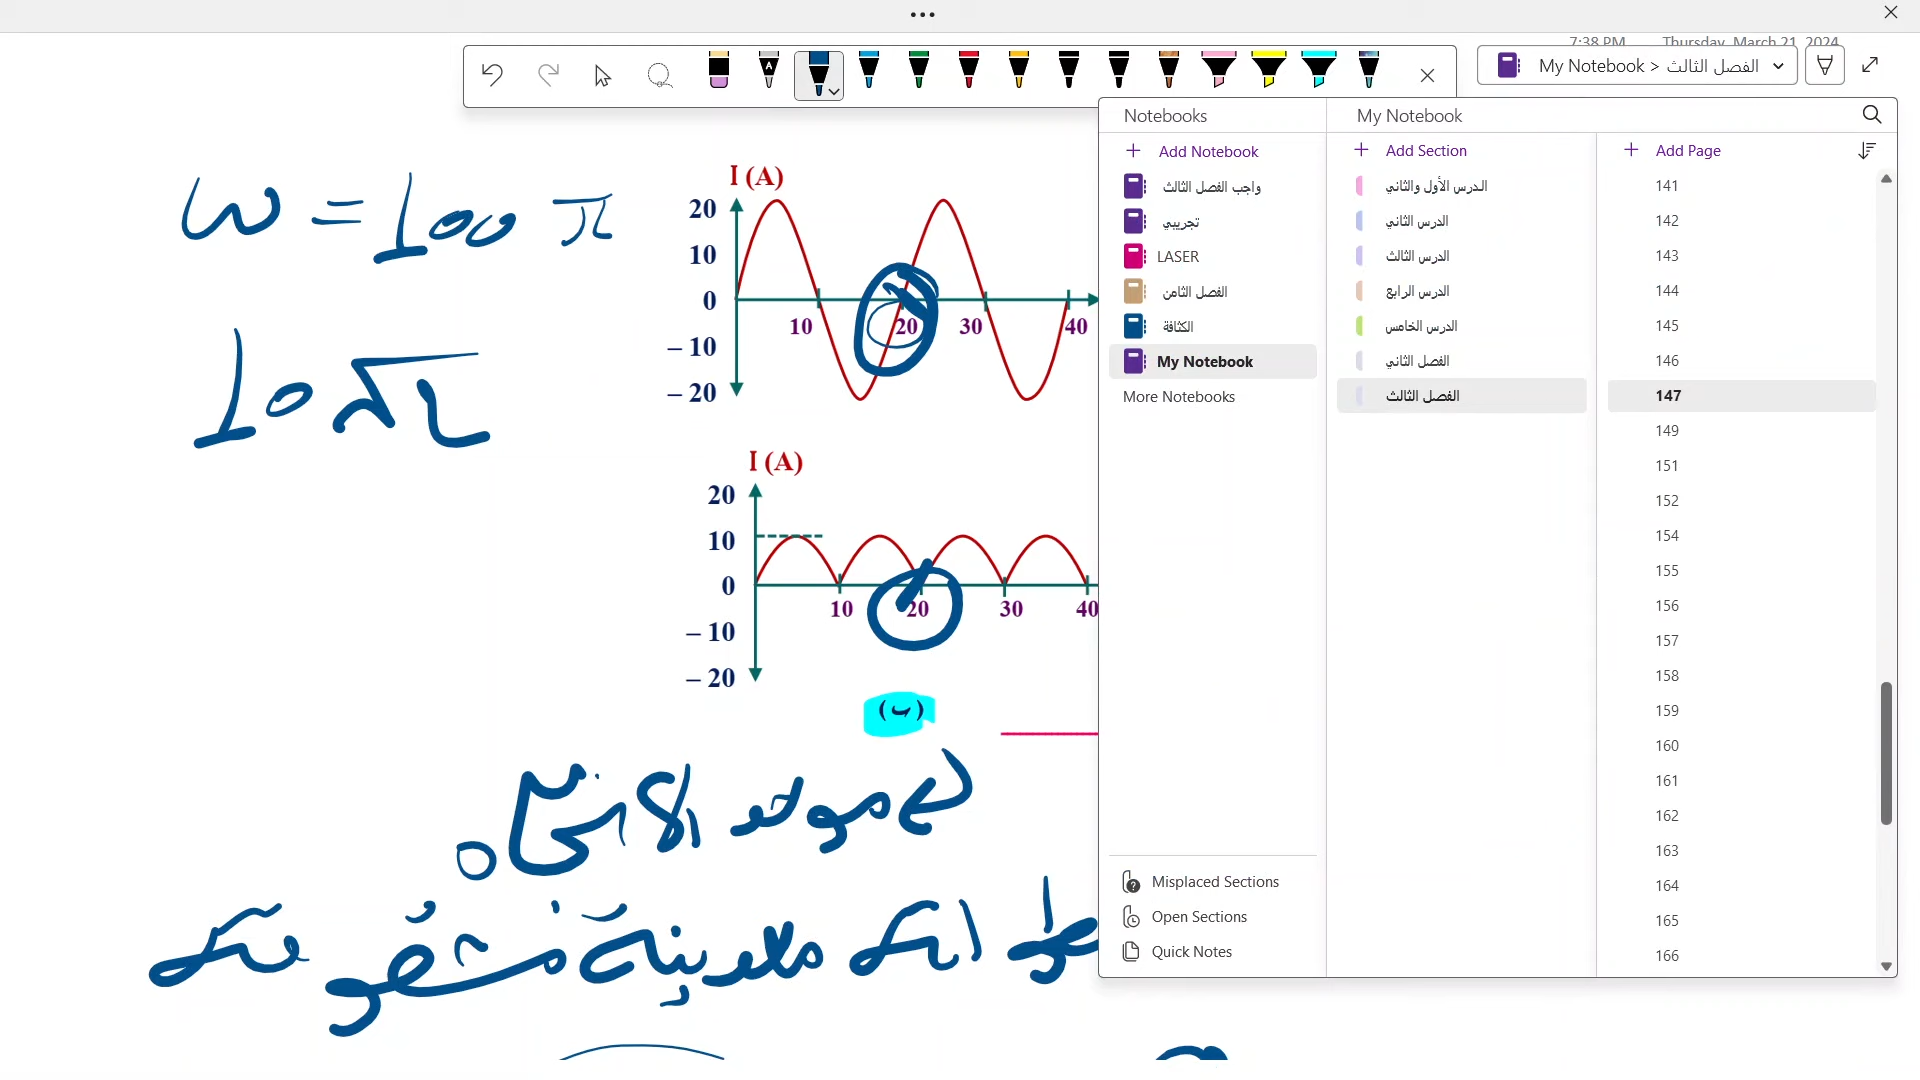 7:38 PM Thursday, March 21, 2024
My Notebook > الفصل الثالث
Notebooks
Add Notebook
واجب الفصل الثالث
تجريبي
LASER
الفصل الثامن
الكثافة
My Notebook
More Notebooks
Misplaced Sections
Open Sections
Quick Notes
My Notebook
Add Section
الدرس الأول والثاني
الدرس الثاني
الدرس الثالث
الدرس الرابع
الدرس الخامس
الفصل الثاني
الفصل الثالث
Add Page
141
142
143
144
145
146
147
149
151
152
154
155
156
157
158
159
160
161
162
163
164
165
166
ω = 100 π
10 √2
I (A)
20
10
0
– 10
– 20
10 20 30 40
I (A)
20
10
0
– 10
– 20
10 20 30 40
(ب)
موحد الاتجاه